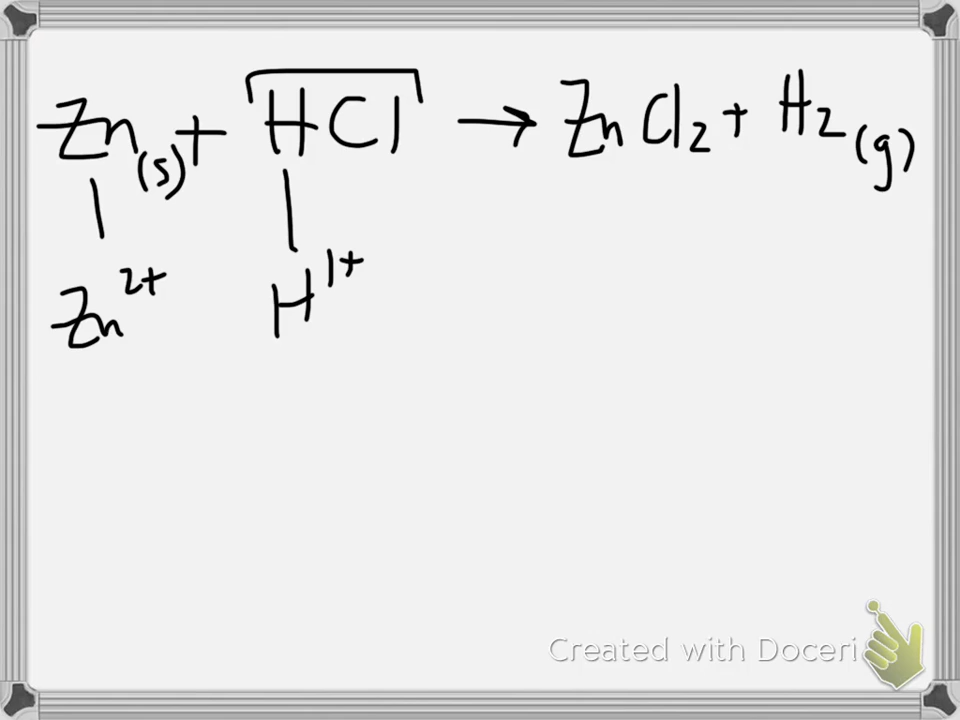 Zn(s) + HCl → ZnCl2 + H2(g)
Zn2+ H1+
Created with Doceri